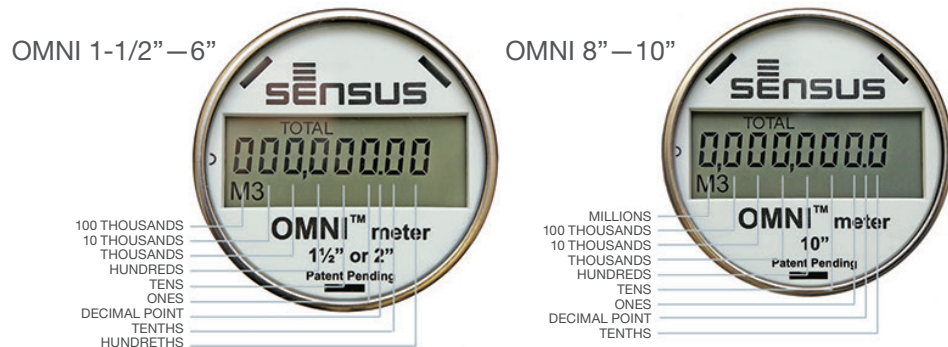 OMNI 1-1/2”—6”
SENSUS
TOTAL
000,000.00
M3
OMNI™ meter
1½” or 2”
Patent Pending
100 THOUSANDS
10 THOUSANDS
THOUSANDS
HUNDREDS
TENS
ONES
DECIMAL POINT
TENTHS
HUNDRETHS
OMNI 8”—10”
SENSUS
TOTAL
0,000,000.0
M3
OMNI™ meter
10”
Patent Pending
MILLIONS
100 THOUSANDS
10 THOUSANDS
THOUSANDS
HUNDREDS
TENS
ONES
DECIMAL POINT
TENTHS